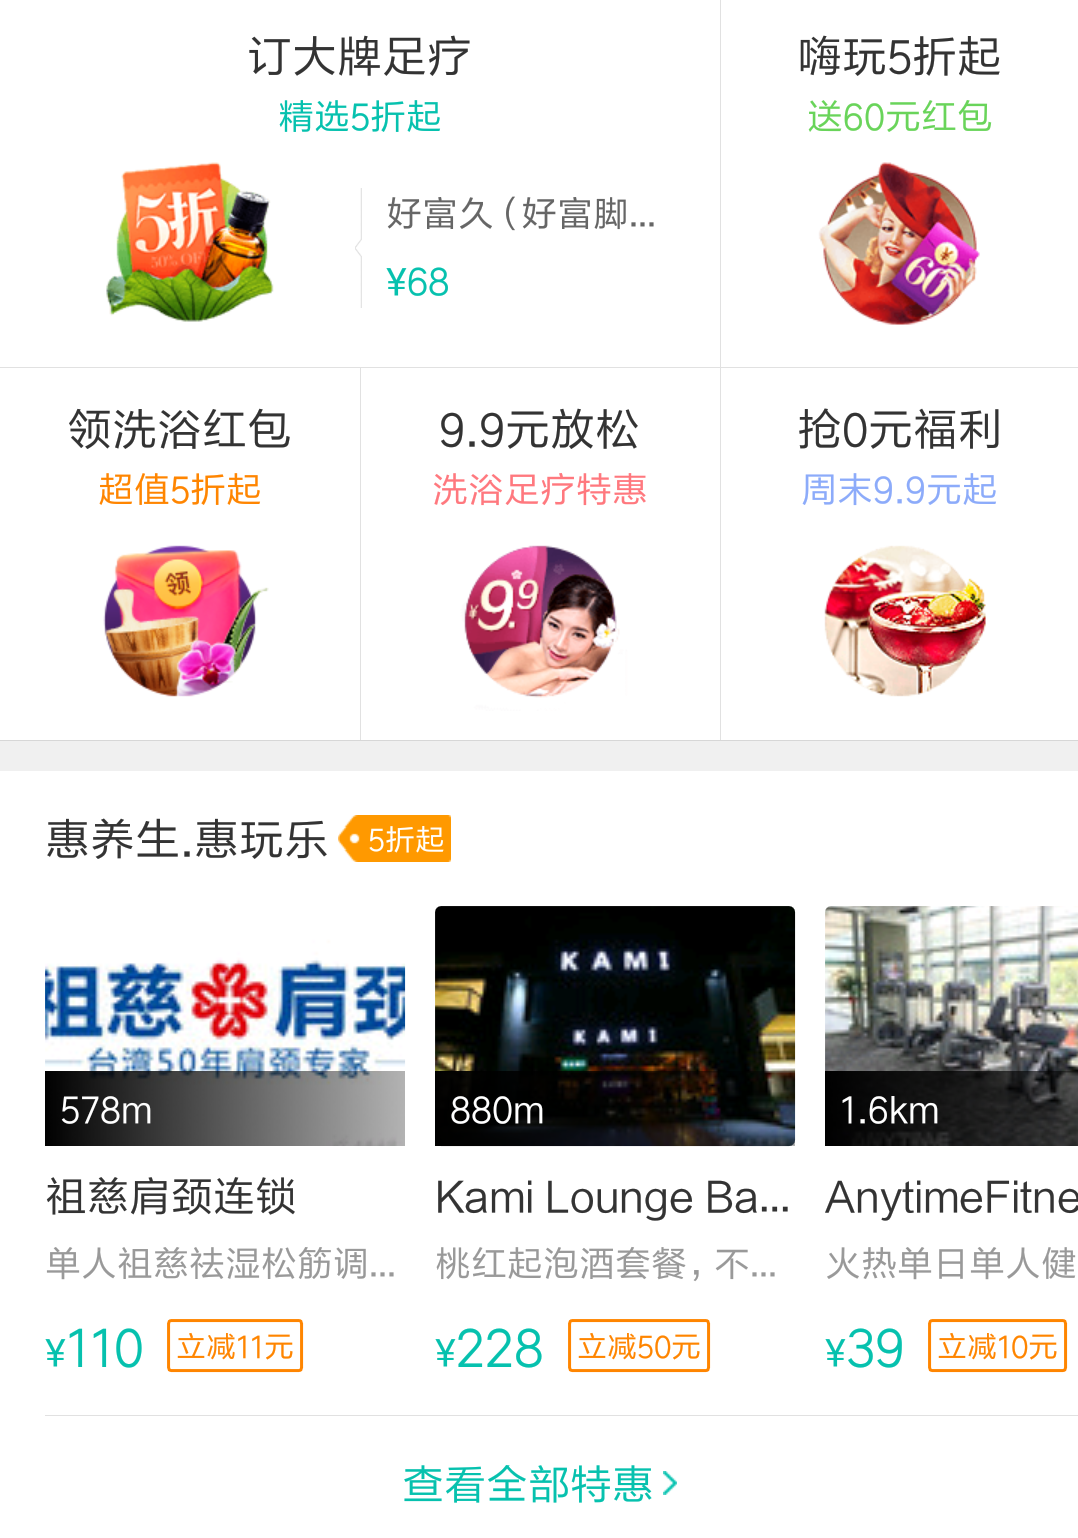 订大牌足疗
精选5折起
5折
50% OFF
好富久（好富脚...
¥68
嗨玩5折起
送60元红包
¥
60
领洗浴红包
超值5折起
领
9.9元放松
洗浴足疗特惠
¥9.9
抢0元福利
周末9.9元起
惠养生.惠玩乐
5折起
祖慈肩颈
台湾50年肩颈专家
578m
祖慈肩颈连锁
单人祖慈祛湿松筋调...
¥110
立减11元
KAMI
KAMI
880m
Kami Lounge Ba...
桃红起泡酒套餐，不...
¥228
立减50元
1.6km
AnytimeFitne
火热单日单人健
¥39
立减10元
查看全部特惠>